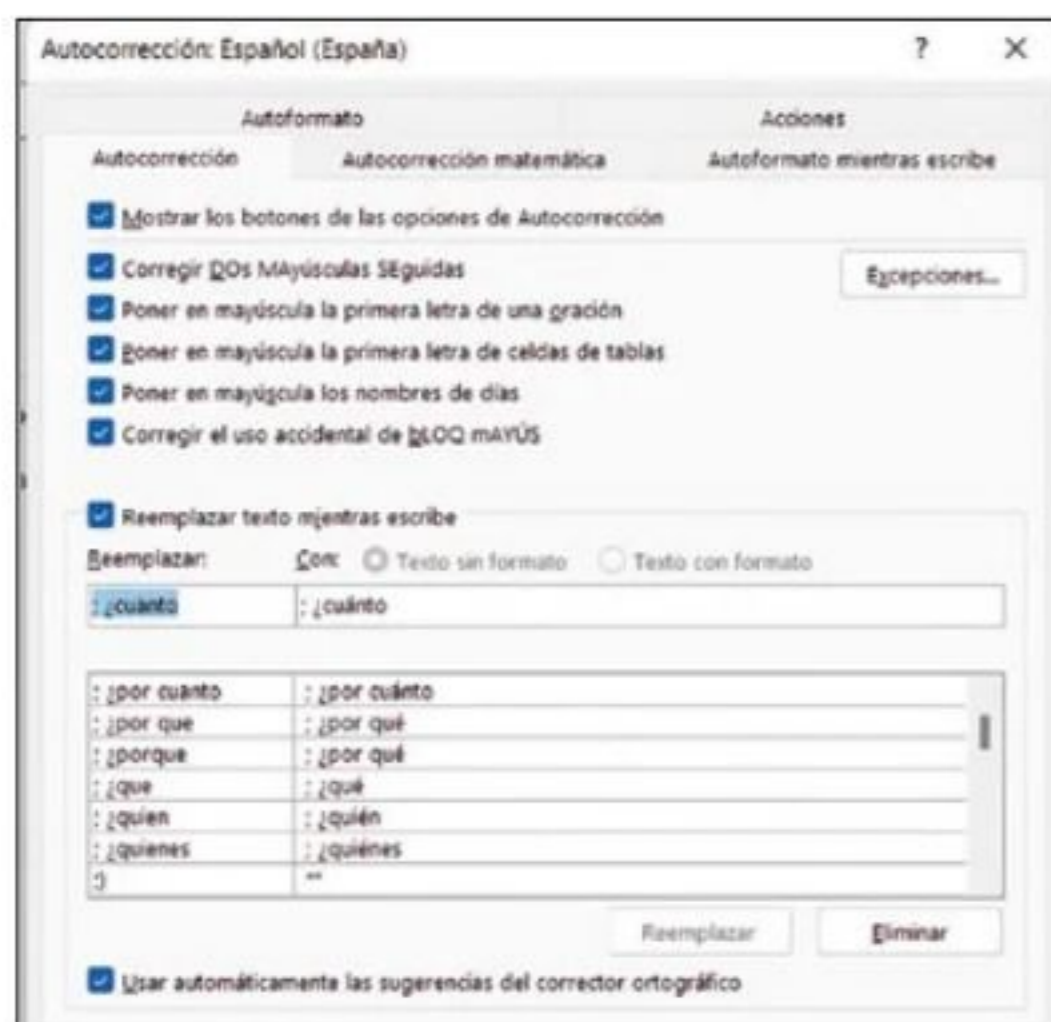 Autocorrección: Español (España) ? ×
Autoformato Acciones
Autocorrección Autocorrección matemática Autoformato mientras escribe
Mostrar los botones de las opciones de Autocorrección
Corregir DOs MAyúsculas SEguidas Excepciones...
Poner en mayúscula la primera letra de una oración
Poner en mayúscula la primera letra de celdas de tablas
Poner en mayúscula los nombres de días
Corregir el uso accidental de bLOQ mAYÚS
Reemplazar texto mientras escribe
Reemplazar: Con: Texto sin formato Texto con formato
: ¿cuanto : ¿cuánto
: ¿por cuanto : ¿por cuánto
: ¿por que : ¿por qué
: ¿porque : ¿por qué
: ¿que : ¿qué
: ¿quien : ¿quién
: ¿quienes : ¿quiénes
:)
Reemplazar Eliminar
Usar automáticamente las sugerencias del corrector ortográfico